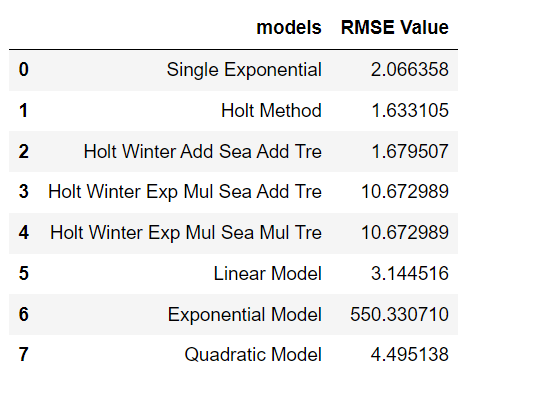 models RMSE Value
0 Single Exponential 2.066358
1 Holt Method 1.633105
2 Holt Winter Add Sea Add Tre 1.679507
3 Holt Winter Exp Mul Sea Add Tre 10.672989
4 Holt Winter Exp Mul Sea Mul Tre 10.672989
5 Linear Model 3.144516
6 Exponential Model 550.330710
7 Quadratic Model 4.495138